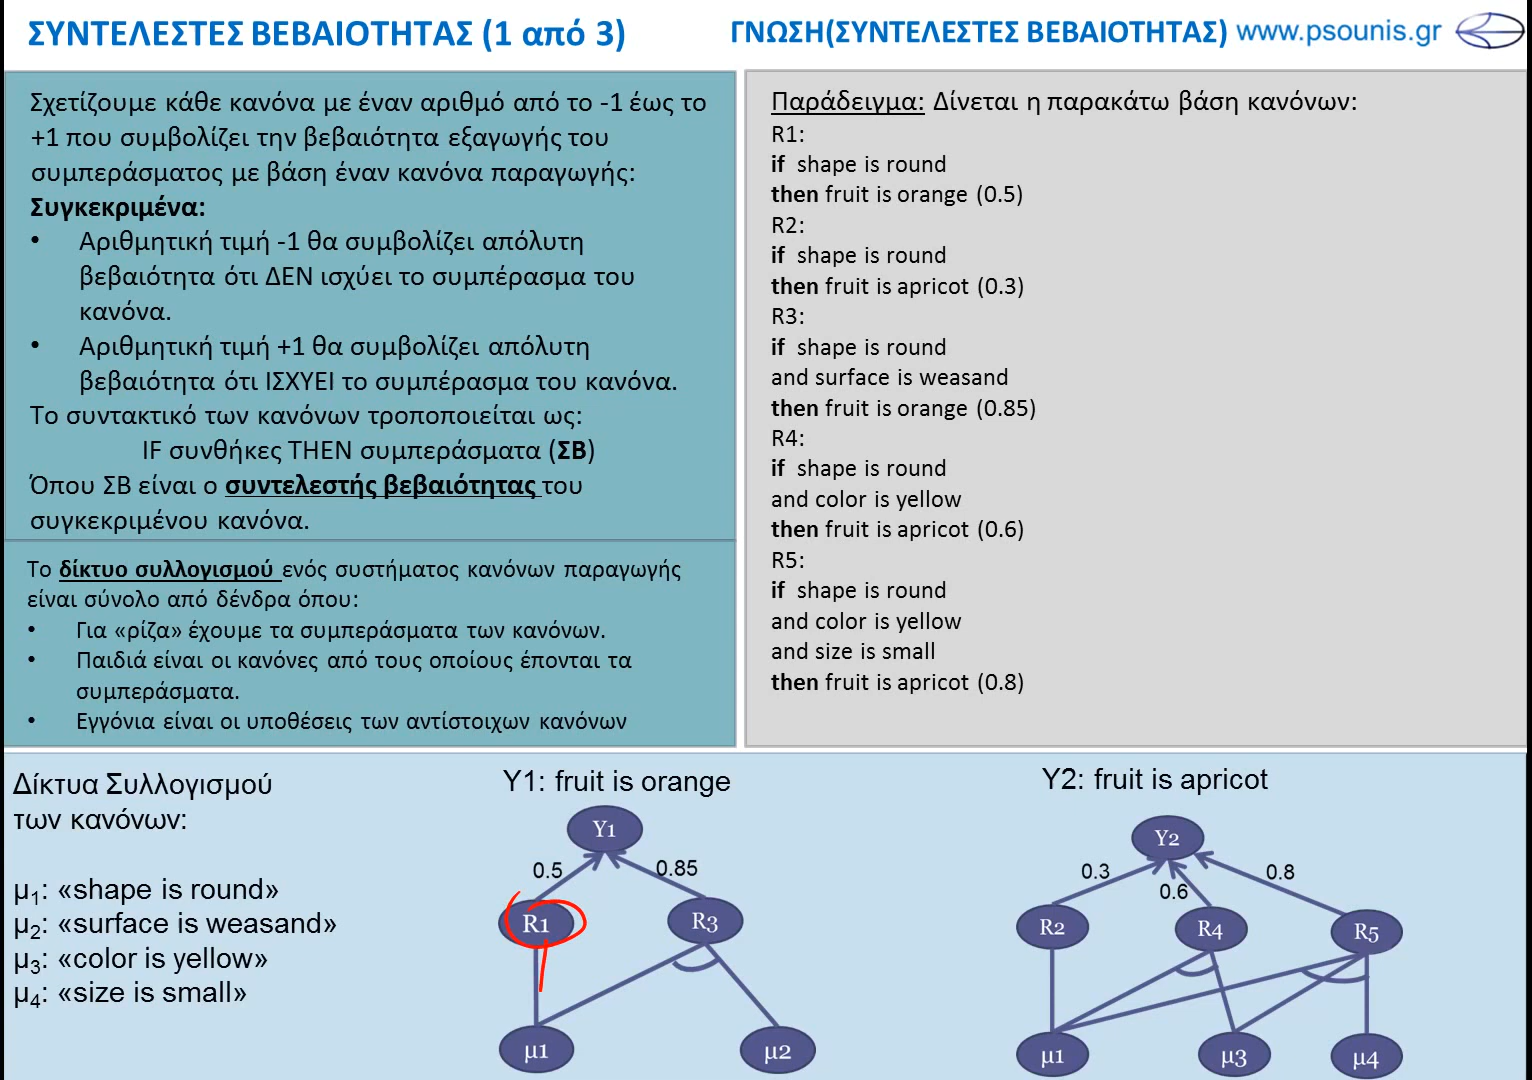 ΣΥΝΤΕΛΕΣΤΕΣ ΒΕΒΑΙΟΤΗΤΑΣ (1 από 3)
ΓΝΩΣΗ(ΣΥΝΤΕΛΕΣΤΕΣ ΒΕΒΑΙΟΤΗΤΑΣ) www.psounis.gr
Σχετίζουμε κάθε κανόνα με έναν αριθμό από το -1 έως το
+1 που συμβολίζει την βεβαιότητα εξαγωγής του
συμπεράσματος με βάση έναν κανόνα παραγωγής:
Συγκεκριμένα:
• Αριθμητική τιμή -1 θα συμβολίζει απόλυτη
βεβαιότητα ότι ΔΕΝ ισχύει το συμπέρασμα του
κανόνα.
• Αριθμητική τιμή +1 θα συμβολίζει απόλυτη
βεβαιότητα ότι ΙΣΧΥΕΙ το συμπέρασμα του κανόνα.
Το συντακτικό των κανόνων τροποποιείται ως:
IF συνθήκες THEN συμπεράσματα (ΣΒ)
Όπου ΣΒ είναι ο συντελεστής βεβαιότητας του
συγκεκριμένου κανόνα.
Το δίκτυο συλλογισμού ενός συστήματος κανόνων παραγωγής
είναι σύνολο από δένδρα όπου:
• Για «ρίζα» έχουμε τα συμπεράσματα των κανόνων.
• Παιδιά είναι οι κανόνες από τους οποίους έπονται τα
συμπεράσματα.
• Εγγόνια είναι οι υποθέσεις των αντίστοιχων κανόνων
Παράδειγμα: Δίνεται η παρακάτω βάση κανόνων:
R1:
if shape is round
then fruit is orange (0.5)
R2:
if shape is round
then fruit is apricot (0.3)
R3:
if shape is round
and surface is weasand
then fruit is orange (0.85)
R4:
if shape is round
and color is yellow
then fruit is apricot (0.6)
R5:
if shape is round
and color is yellow
and size is small
then fruit is apricot (0.8)
Δίκτυα Συλλογισμού
των κανόνων:
μ1: «shape is round»
μ2: «surface is weasand»
μ3: «color is yellow»
μ4: «size is small»
Y1: fruit is orange
Y1
0.5 0.85
R1 R3
μ1 μ2
Y2: fruit is apricot
Y2
0.3 0.6 0.8
R2 R4 R5
μ1 μ3 μ4